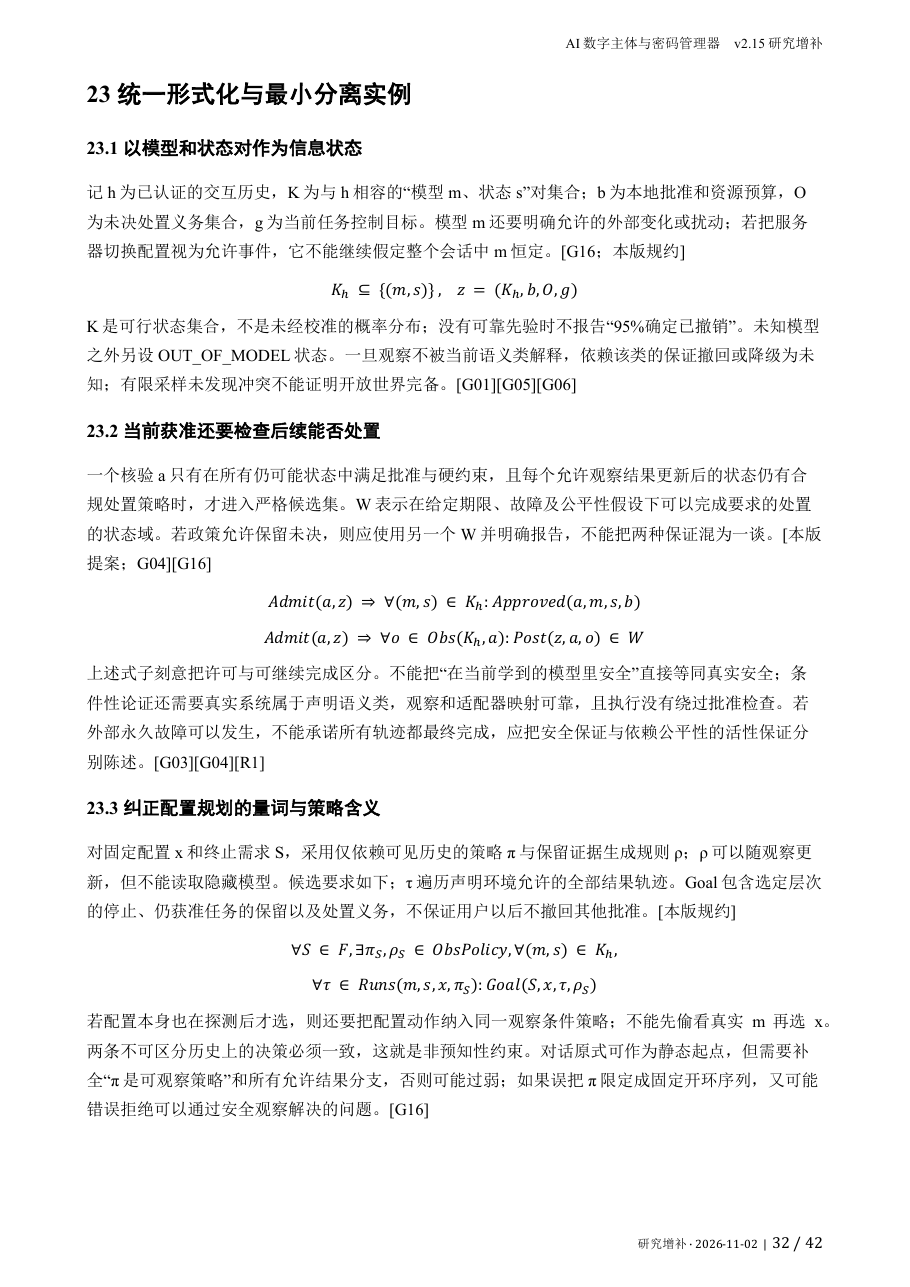 AI 数字主体与密码管理器 v2.15 研究增补
23 统一形式化与最小分离实例
23.1 以模型和状态对作为信息状态
记 h 为已认证的交互历史，K 为与 h 相容的“模型 m、状态 s”对集合；b 为本地批准和资源预算，O
为未决处置义务集合，g 为当前任务控制目标。模型 m 还要明确允许的外部变化或扰动；若把服务
器切换配置视为允许事件，它不能继续假定整个会话中 m 恒定。[G16；本版规约]
K_h ⊆ {(m, s)}, z = (K_h, b, O, g)
K 是可行状态集合，不是未经校准的概率分布；没有可靠先验时不报告“95%确定已撤销”。未知模型
之外另设 OUT_OF_MODEL 状态。一旦观察不被当前语义类解释，依赖该类的保证撤回或降级为未
知；有限采样未发现冲突不能证明开放世界完备。[G01][G05][G06]
23.2 当前获准还要检查后续能否处置
一个核验 a 只有在所有仍可能状态中满足批准与硬约束，且每个允许观察结果更新后的状态仍有合
规处置策略时，才进入严格候选集。W 表示在给定期限、故障及公平性假设下可以完成要求的处置
的状态域。若政策允许保留未决，则应使用另一个 W 并明确报告，不能把两种保证混为一谈。[本版
提案；G04][G16]
Admit(a, z) ⇒ ∀(m, s) ∈ K_h: Approved(a, m, s, b)
Admit(a, z) ⇒ ∀o ∈ Obs(K_h, a): Post(z, a, o) ∈ W
上述式子刻意把许可与可继续完成区分。不能把“在当前学到的模型里安全”直接等同真实安全；条
件性论证还需要真实系统属于声明语义类，观察和适配器映射可靠，且执行没有绕过批准检查。若
外部永久故障可以发生，不能承诺所有轨迹都最终完成，应把安全保证与依赖公平性的活性保证分
别陈述。[G03][G04][R1]
23.3 纠正配置规划的量词与策略含义
对固定配置 x 和终止需求 S，采用仅依赖可见历史的策略 π 与保留证据生成规则 ρ；ρ 可以随观察更
新，但不能读取隐藏模型。候选要求如下；τ 遍历声明环境允许的全部结果轨迹。Goal 包含选定层次
的停止、仍获准任务的保留以及处置义务，不保证用户以后不撤回其他批准。[本版规约]
∀S ∈ F, ∃π_S, ρ_S ∈ ObsPolicy, ∀(m, s) ∈ K_h,
∀τ ∈ Runs(m, s, x, π_S): Goal(S, x, τ, ρ_S)
若配置本身也在探测后才选，则还要把配置动作纳入同一观察条件策略；不能先偷看真实 m 再选 x。
两条不可区分历史上的决策必须一致，这就是非预知性约束。对话原式可作为静态起点，但需要补
全“π 是可观察策略”和所有允许结果分支，否则可能过弱；如果误把 π 限定成固定开环序列，又可能
错误拒绝可以通过安全观察解决的问题。[G16]
研究增补 · 2026-11-02 | 32 / 42